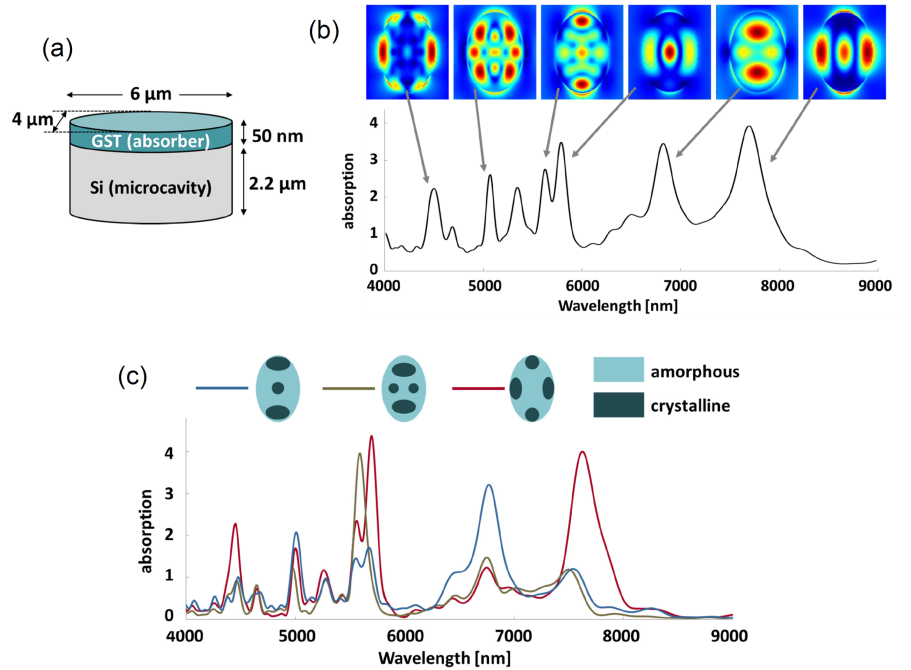 (a)
6 µm
4 µm
GST (absorber)
50 nm
Si (microcavity)
2.2 µm
(b)
absorption
4
3
2
1
0
4000 5000 6000 7000 8000 9000
Wavelength [nm]
(c)
amorphous
crystalline
absorption
4
3
2
1
0
4000 5000 6000 7000 8000 9000
Wavelength [nm]